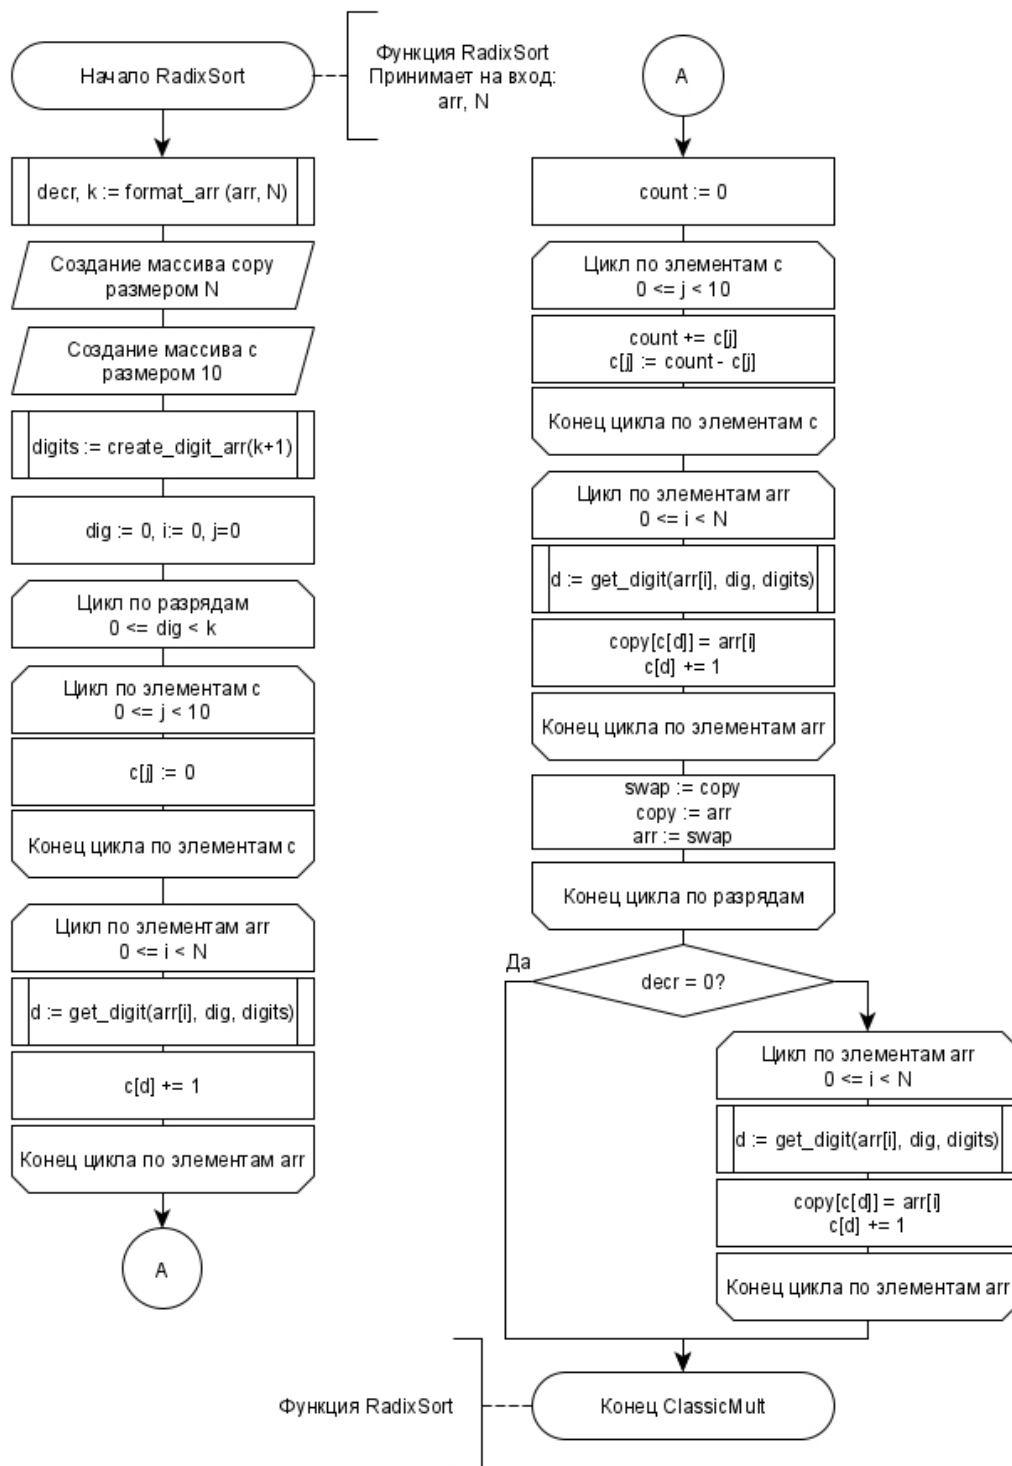 Начало RadixSort
Функция RadixSort
Принимает на вход:
arr, N
decr, k := format_arr (arr, N)
Создание массива copy
размером N
Создание массива c
размером 10
digits := create_digit_arr(k+1)
dig := 0, i:= 0, j=0
Цикл по разрядам
0 <= dig < k
Цикл по элементам c
0 <= j < 10
c[j] := 0
Конец цикла по элементам c
Цикл по элементам arr
0 <= i < N
d := get_digit(arr[i], dig, digits)
c[d] += 1
Конец цикла по элементам arr
A
A
count := 0
Цикл по элементам c
0 <= j < 10
count += c[j]
c[j] := count - c[j]
Конец цикла по элементам c
Цикл по элементам arr
0 <= i < N
d := get_digit(arr[i], dig, digits)
copy[c[d]] = arr[i]
c[d] += 1
Конец цикла по элементам arr
swap := copy
copy := arr
arr := swap
Конец цикла по разрядам
Да
decr = 0?
Цикл по элементам arr
0 <= i < N
d := get_digit(arr[i], dig, digits)
copy[c[d]] = arr[i]
c[d] += 1
Конец цикла по элементам arr
Функция RadixSort
Конец ClassicMult